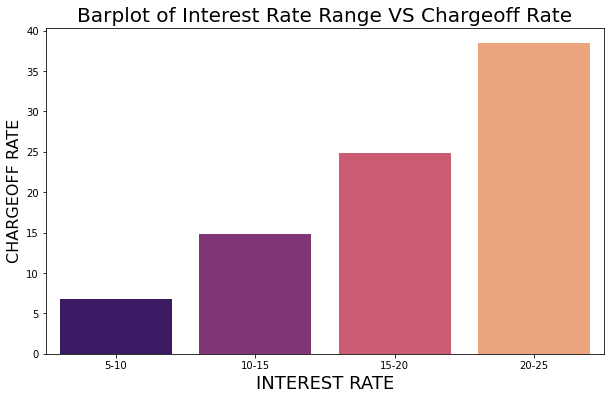 Barplot of Interest Rate Range VS Chargeoff Rate
CHARGEOFF RATE
40
35
30
25
20
15
10
5
0
5-10 10-15 15-20 20-25
INTEREST RATE